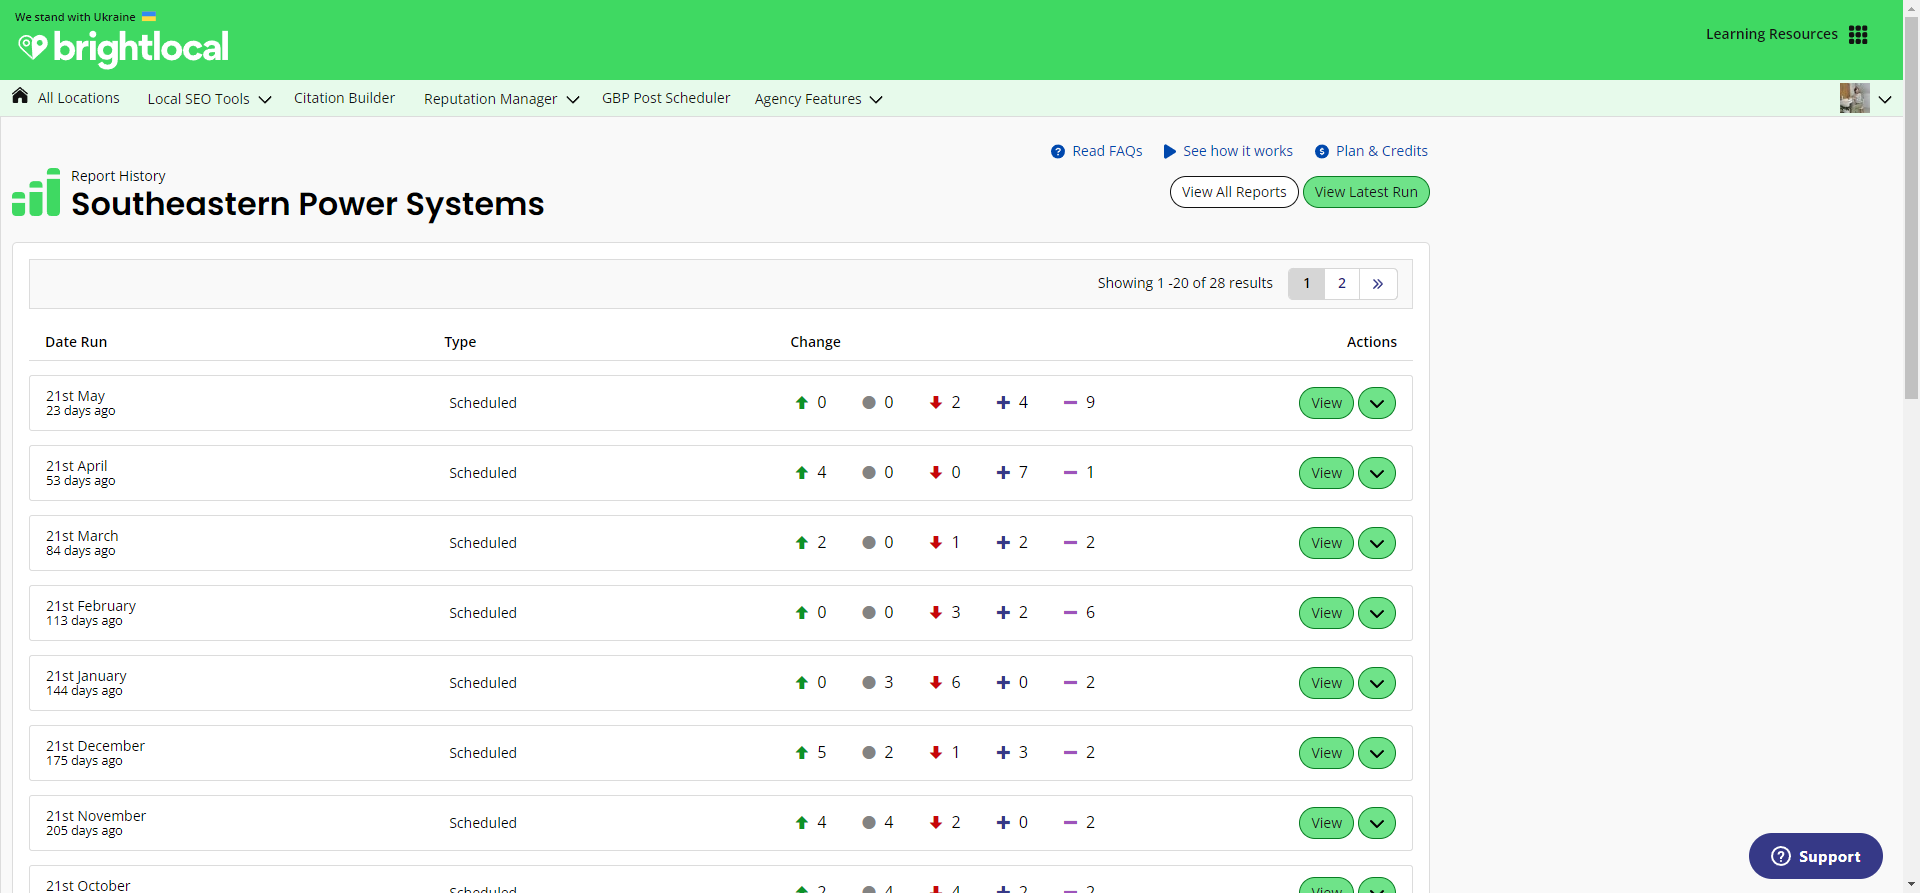 We stand with Ukraine
brightlocal
Learning Resources
All Locations
Local SEO Tools
Citation Builder
Reputation Manager
GBP Post Scheduler
Agency Features
Read FAQs
See how it works
Plan & Credits
Report History
Southeastern Power Systems
View All Reports
View Latest Run
Showing 1 -20 of 28 results
1 2 »
Date Run Type Change Actions
21st May
23 days ago
Scheduled 0 0 2 4 9 View
21st April
53 days ago
Scheduled 4 0 0 7 1 View
21st March
84 days ago
Scheduled 2 0 1 2 2 View
21st February
113 days ago
Scheduled 0 0 3 2 6 View
21st January
144 days ago
Scheduled 0 3 6 0 2 View
21st December
175 days ago
Scheduled 5 2 1 3 2 View
21st November
205 days ago
Scheduled 4 4 2 0 2 View
21st October
Scheduled 2 4 4 2 2 View
Support